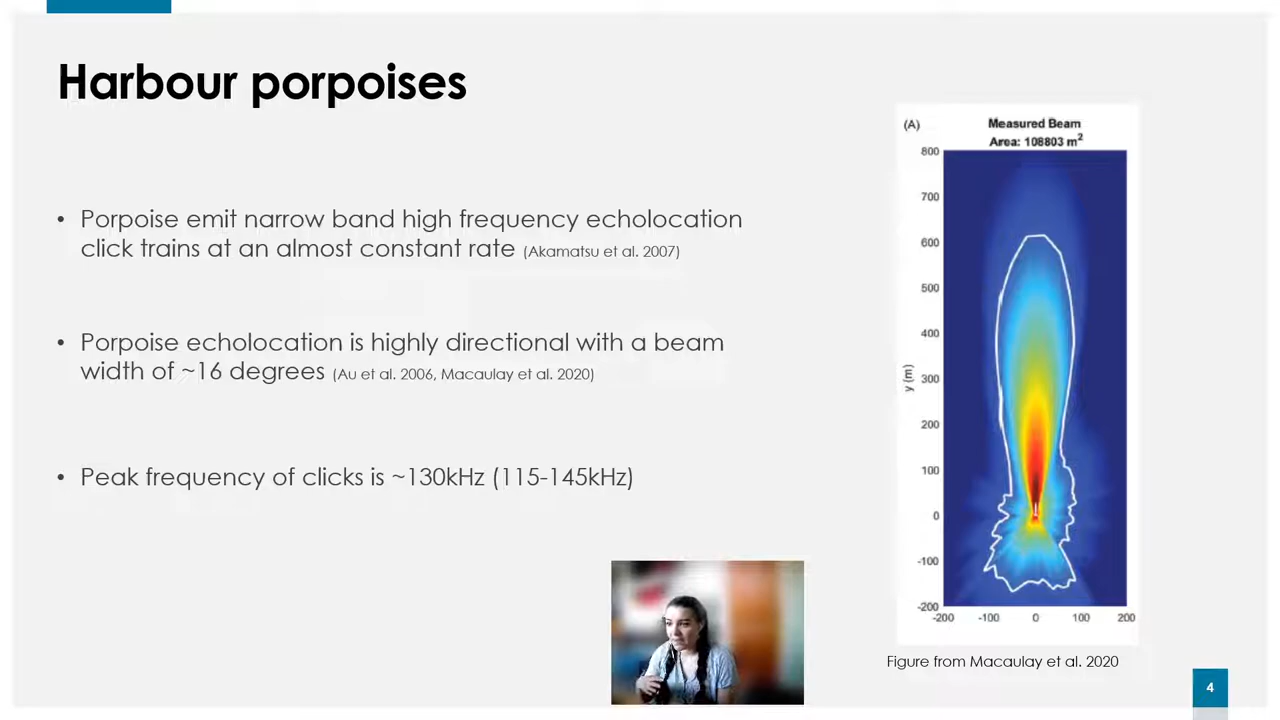 Harbour porpoises
• Porpoise emit narrow band high frequency echolocation
click trains at an almost constant rate (Akamatsu et al. 2007)
• Porpoise echolocation is highly directional with a beam
width of ~16 degrees (Au et al. 2006, Macaulay et al. 2020)
• Peak frequency of clicks is ~130kHz (115-145kHz)
(A)
Measured Beam
Area: 108803 m²
800
700
600
500
400
300
200
100
0
-100
-200
y (m)
-200 -100 0 100 200
Figure from Macaulay et al. 2020
4